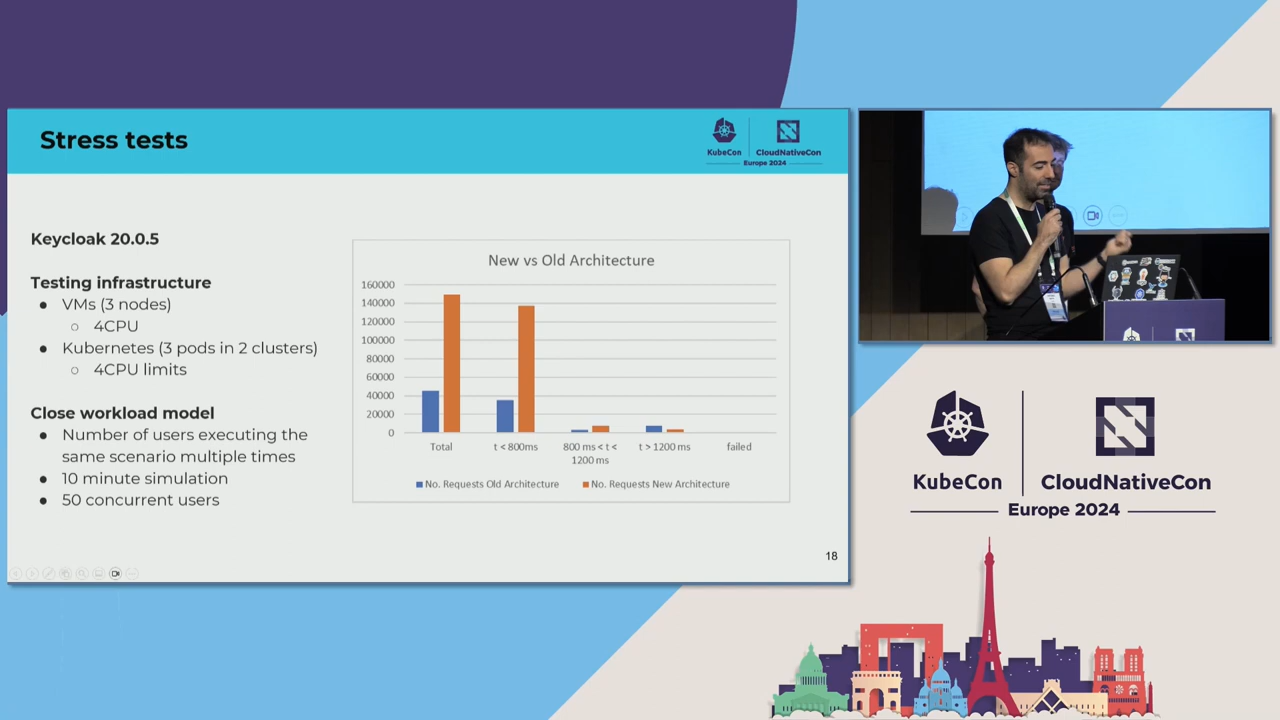 Stress tests
KubeCon
CloudNativeCon
Europe 2024
Keycloak 20.0.5
Testing infrastructure
● VMs (3 nodes)
○ 4CPU
● Kubernetes (3 pods in 2 clusters)
○ 4CPU limits
Close workload model
● Number of users executing the
same scenario multiple times
● 10 minute simulation
● 50 concurrent users
New vs Old Architecture
160000
140000
120000
100000
80000
60000
40000
20000
0
Total
t < 800ms
800 ms < t <
1200 ms
t > 1200 ms
failed
No. Requests Old Architecture
No. Requests New Architecture
18
KubeCon
CloudNativeCon
Europe 2024